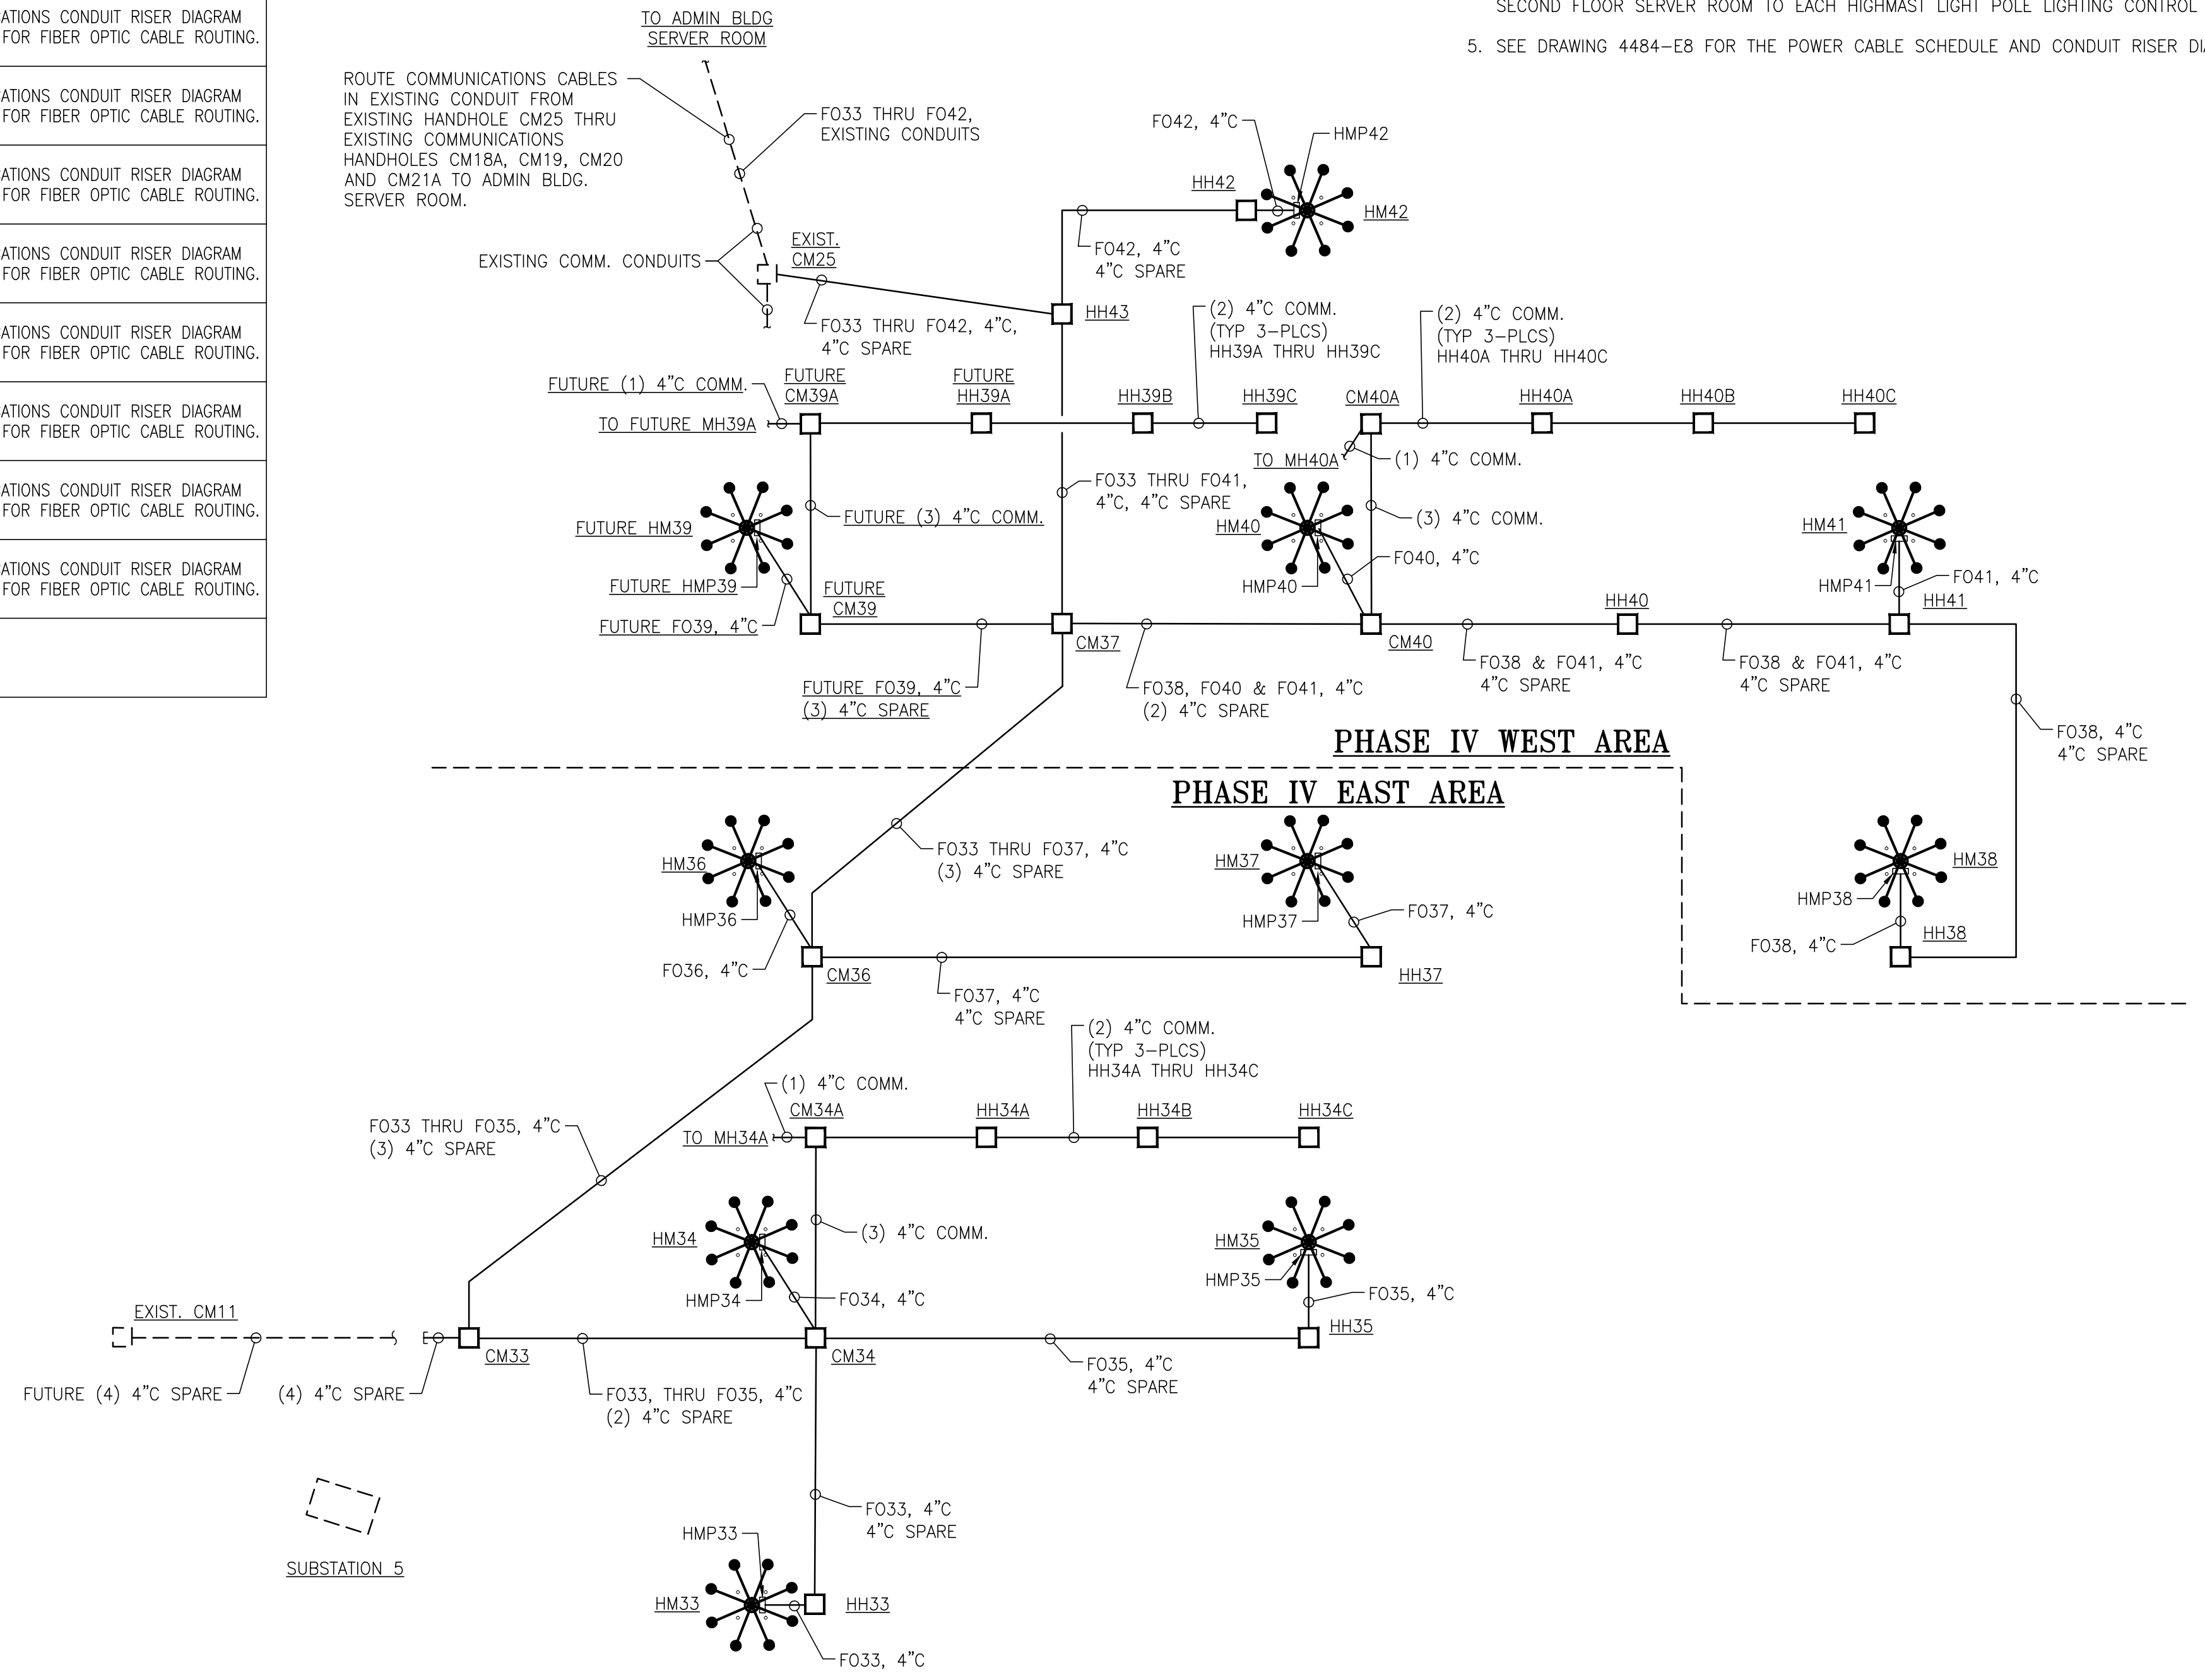 CATIONS CONDUIT RISER DIAGRAM
FOR FIBER OPTIC CABLE ROUTING.
CATIONS CONDUIT RISER DIAGRAM
FOR FIBER OPTIC CABLE ROUTING.
CATIONS CONDUIT RISER DIAGRAM
FOR FIBER OPTIC CABLE ROUTING.
CATIONS CONDUIT RISER DIAGRAM
FOR FIBER OPTIC CABLE ROUTING.
CATIONS CONDUIT RISER DIAGRAM
FOR FIBER OPTIC CABLE ROUTING.
CATIONS CONDUIT RISER DIAGRAM
FOR FIBER OPTIC CABLE ROUTING.
CATIONS CONDUIT RISER DIAGRAM
FOR FIBER OPTIC CABLE ROUTING.
CATIONS CONDUIT RISER DIAGRAM
FOR FIBER OPTIC CABLE ROUTING.
SECOND FLOOR SERVER ROOM TO EACH HIGHMAST LIGHT POLE LIGHTING CONTROL
5. SEE DRAWING 4484-E8 FOR THE POWER CABLE SCHEDULE AND CONDUIT RISER
TO ADMIN BLDG
SERVER ROOM
ROUTE COMMUNICATIONS CABLES
IN EXISTING CONDUIT FROM
EXISTING HANDHOLE CM25 THRU
EXISTING COMMUNICATIONS
HANDHOLES CM18A, CM19, CM20
AND CM21A TO ADMIN BLDG.
SERVER ROOM.
FO33 THRU FO42,
EXISTING CONDUITS
FO42, 4"C
HMP42
HH42
HM42
EXIST.
CM25
EXISTING COMM. CONDUITS
FO42, 4"C
4"C SPARE
FO33 THRU FO42, 4"C,
4"C SPARE
HH43
(2) 4"C COMM.
(TYP 3-PLCS)
HH39A THRU HH39C
(2) 4"C COMM.
(TYP 3-PLCS)
HH40A THRU HH40C
FUTURE (1) 4"C COMM.
FUTURE
CM39A
FUTURE
HH39A
HH39B
HH39C
CM40A
HH40A
HH40B
HH40C
TO FUTURE MH39A
TO MH40A
(1) 4"C COMM.
FO33 THRU FO41,
4"C, 4"C SPARE
FUTURE HM39
FUTURE (3) 4"C COMM.
HM40
(3) 4"C COMM.
HM41
FUTURE HMP39
FUTURE
CM39
HMP40
FO40, 4"C
HMP41
FO41, 4"C
FUTURE FO39, 4"C
CM37
CM40
HH40
HH41
FUTURE FO39, 4"C
(3) 4"C SPARE
FO38, FO40 & FO41, 4"C
(2) 4"C SPARE
FO38 & FO41, 4"C
4"C SPARE
FO38 & FO41, 4"C
4"C SPARE
FO38, 4"C
4"C SPARE
PHASE IV WEST AREA
PHASE IV EAST AREA
FO33 THRU FO37, 4"C
(3) 4"C SPARE
HM36
HMP36
FO36, 4"C
CM36
HM37
HMP37
FO37, 4"C
HH37
HM38
HMP38
FO38, 4"C
HH38
FO37, 4"C
4"C SPARE
(2) 4"C COMM.
(TYP 3-PLCS)
HH34A THRU HH34C
(1) 4"C COMM.
CM34A
HH34A
HH34B
HH34C
TO MH34A
FO33 THRU FO35, 4"C
(3) 4"C SPARE
HM34
(3) 4"C COMM.
HM35
HMP34
FO34, 4"C
HMP35
FO35, 4"C
EXIST. CM11
CM33
CM34
HH35
FUTURE (4) 4"C SPARE
(4) 4"C SPARE
FO33, THRU FO35, 4"C
(2) 4"C SPARE
FO35, 4"C
4"C SPARE
SUBSTATION 5
FO33, 4"C
4"C SPARE
HMP33
HM33
HH33
FO33, 4"C